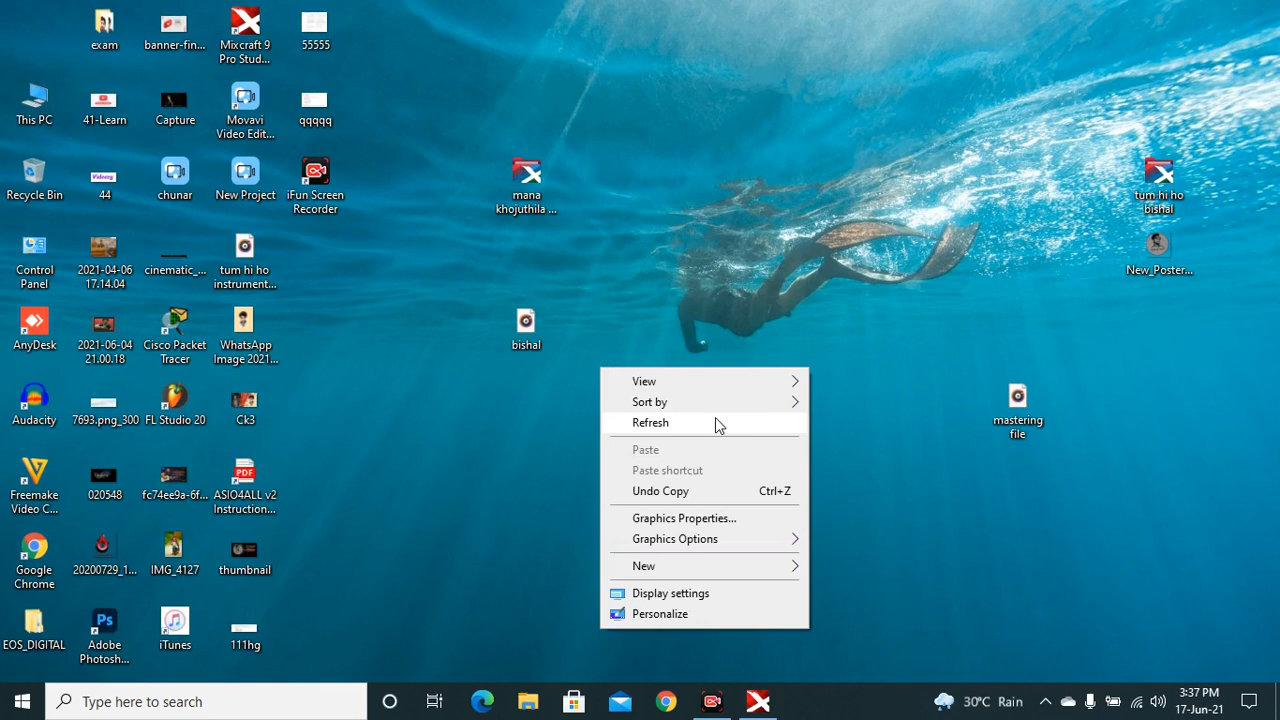 exam
banner-fin...
Mixcraft 9
Pro Stud...
55555
This PC
41-Learn
Capture
Movavi
Video Edit...
qqqqq
Recycle Bin
44
chunar
New Project
iFun Screen
Recorder
mana
khojuthila ...
tum hi ho
bishal
Control
Panel
2021-04-06
17.14.04
cinematic_...
tum hi ho
instrument...
New_Poster...
AnyDesk
2021-06-04
21.00.18
Cisco Packet
Tracer
WhatsApp
Image 2021...
bishal
Audacity
7693.png_300
FL Studio 20
Ck3
mastering
file
Freemake
Video C...
020548
fc74ee9a-6f...
PDF
ASIO4ALL v2
Instruction...
Google
Chrome
20200729_1...
IMG_4127
thumbnail
EOS_DIGITAL
Ps
Adobe
Photosh...
iTunes
111hg
View
Sort by
Refresh
Paste
Paste shortcut
Undo Copy Ctrl+Z
Graphics Properties...
Graphics Options
New
Display settings
Personalize
Type here to search
30°C Rain
3:37 PM
17-Jun-21